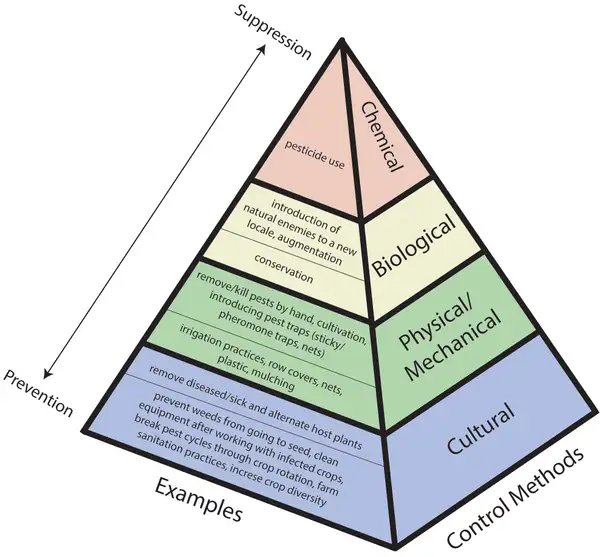 Suppression
Chemical
pesticide use
introduction of
natural enemies to a new
locale, augmentation
conservation
Biological
remove/kill pests by hand, cultivation,
introducing pest traps (sticky/
pheromone traps, nets)
irrigation practices, row covers, nets,
plastic, mulching
Physical/
Mechanical
Prevention
remove diseased/sick and alternate host plants
prevent weeds from going to seed, clean
equipment after working with infected crops,
break pest cycles through crop rotation, farm
sanitation practices, increse crop diversity
Cultural
Examples
Control Methods